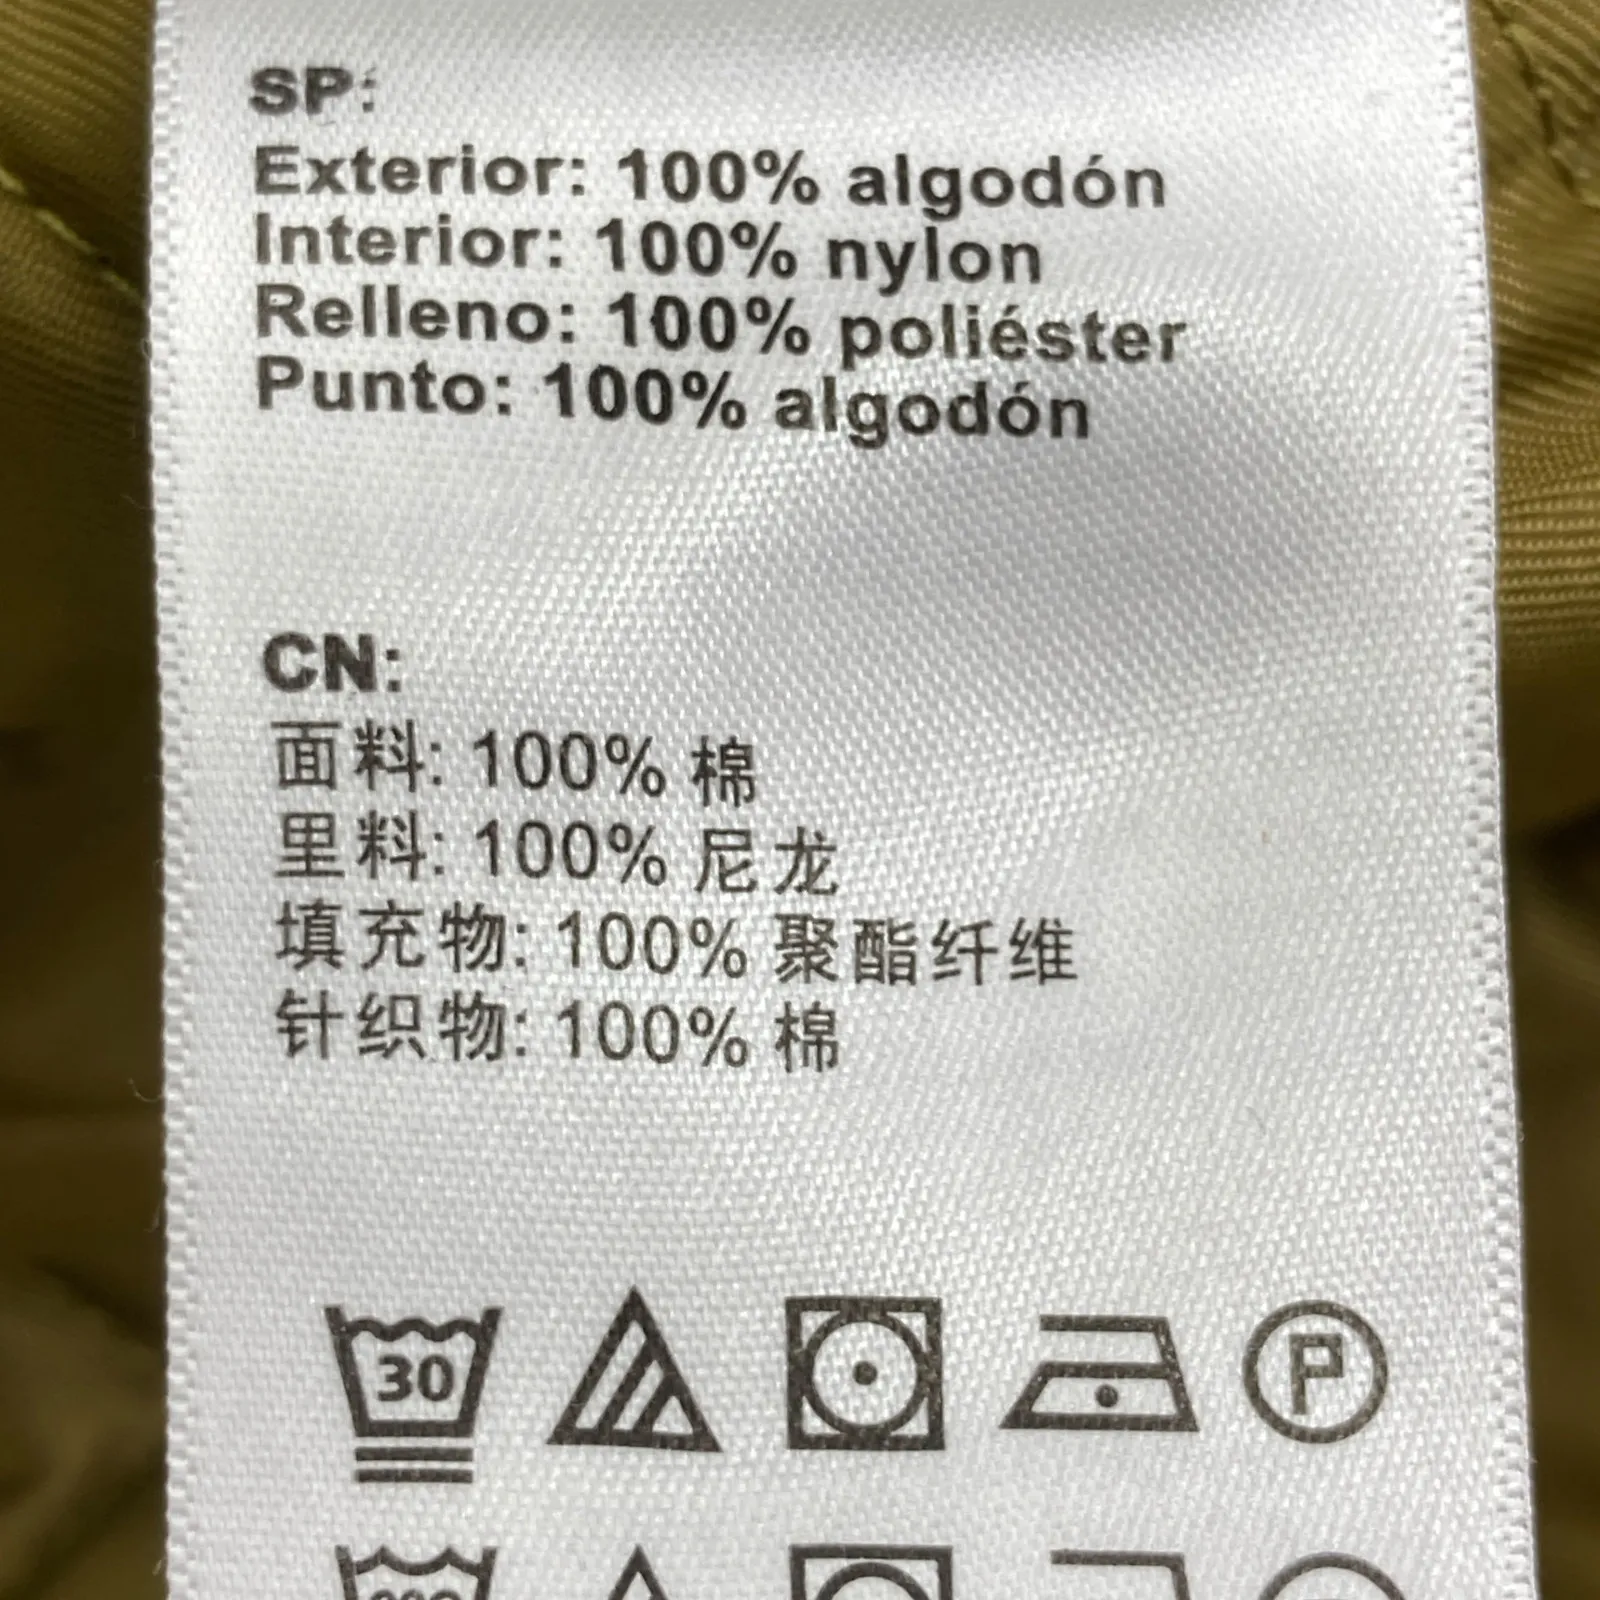 SP:
Exterior: 100% algodón
Interior: 100% nylon
Relleno: 100% poliéster
Punto: 100% algodón
CN:
面料: 100% 棉
里料: 100% 尼龙
填充物: 100% 聚酯纤维
针织物: 100% 棉
30
P